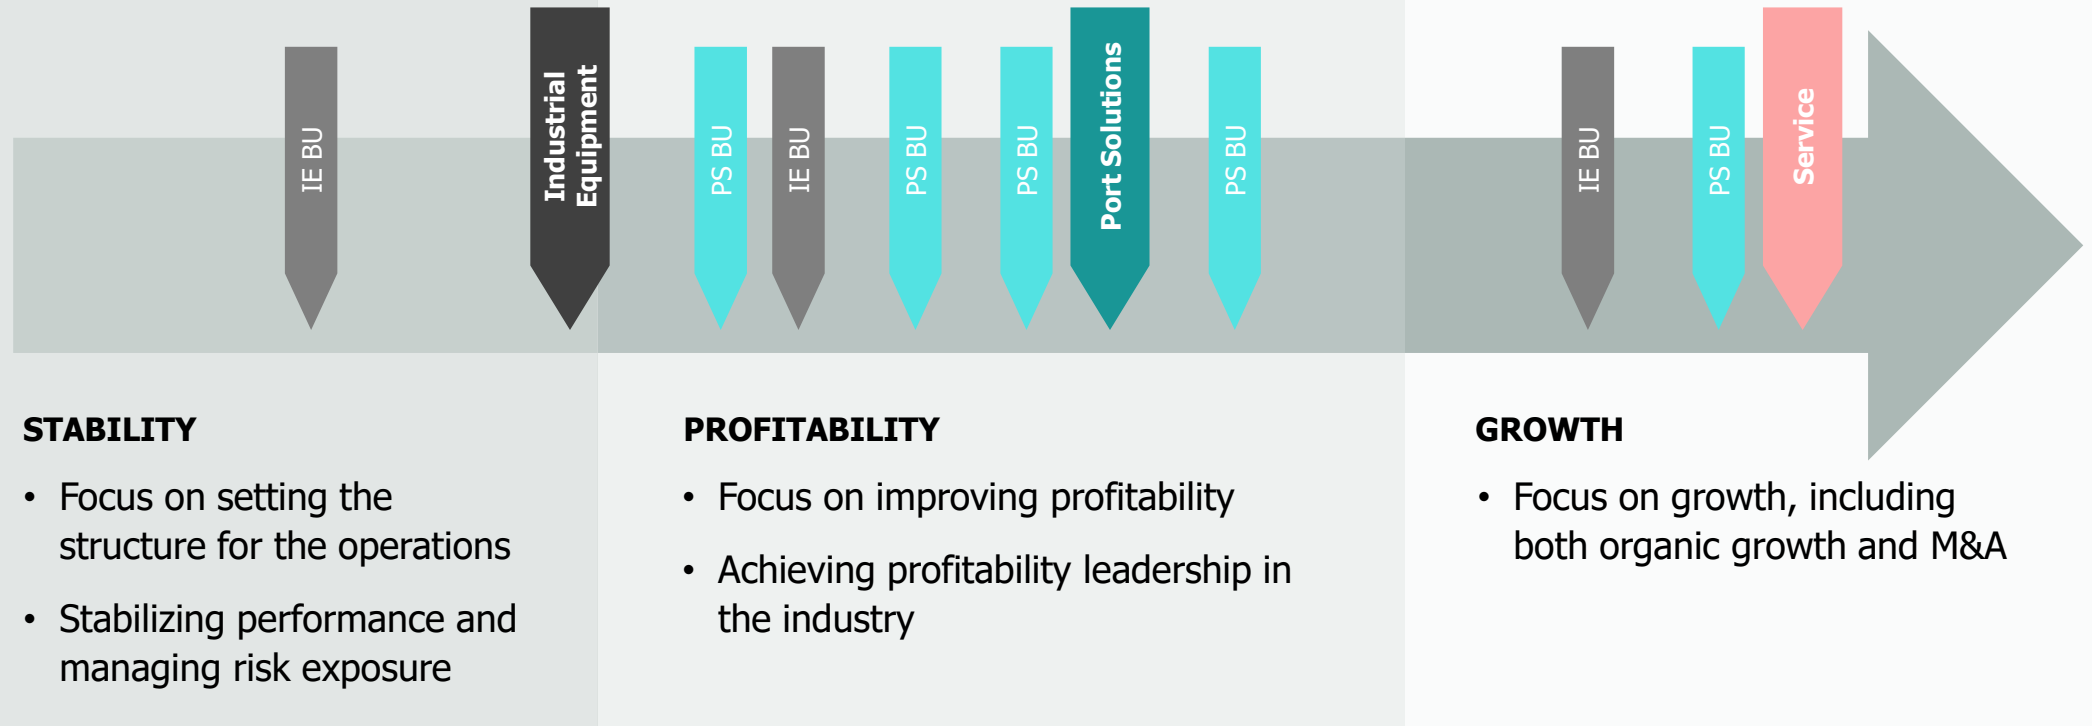 IE BU
Industrial
Equipment
PS BU
IE BU
PS BU
PS BU
Port Solutions
PS BU
IE BU
PS BU
Service
STABILITY
• Focus on setting the
structure for the operations
• Stabilizing performance and
managing risk exposure
PROFITABILITY
• Focus on improving profitability
• Achieving profitability leadership in
the industry
GROWTH
• Focus on growth, including
both organic growth and M&A